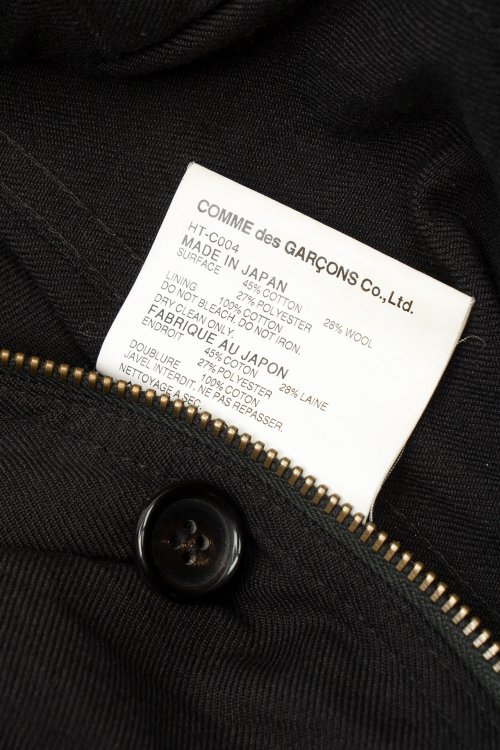 COMME des GARÇONS Co.,Ltd.
HT-C004
MADE IN JAPAN
SURFACE 45% COTTON 28% WOOL
27% POLYESTER
LINING 100% COTTON
DO NOT BLEACH, DO NOT IRON.
DRY CLEAN ONLY.
FABRIQUE AU JAPON
ENDROIT 45% COTON 28% LAINE
27% POLYESTER
DOUBLURE 100% COTON
JAVEL INTERDIT. NE PAS REPASSER.
NETTOYAGE A SEC.